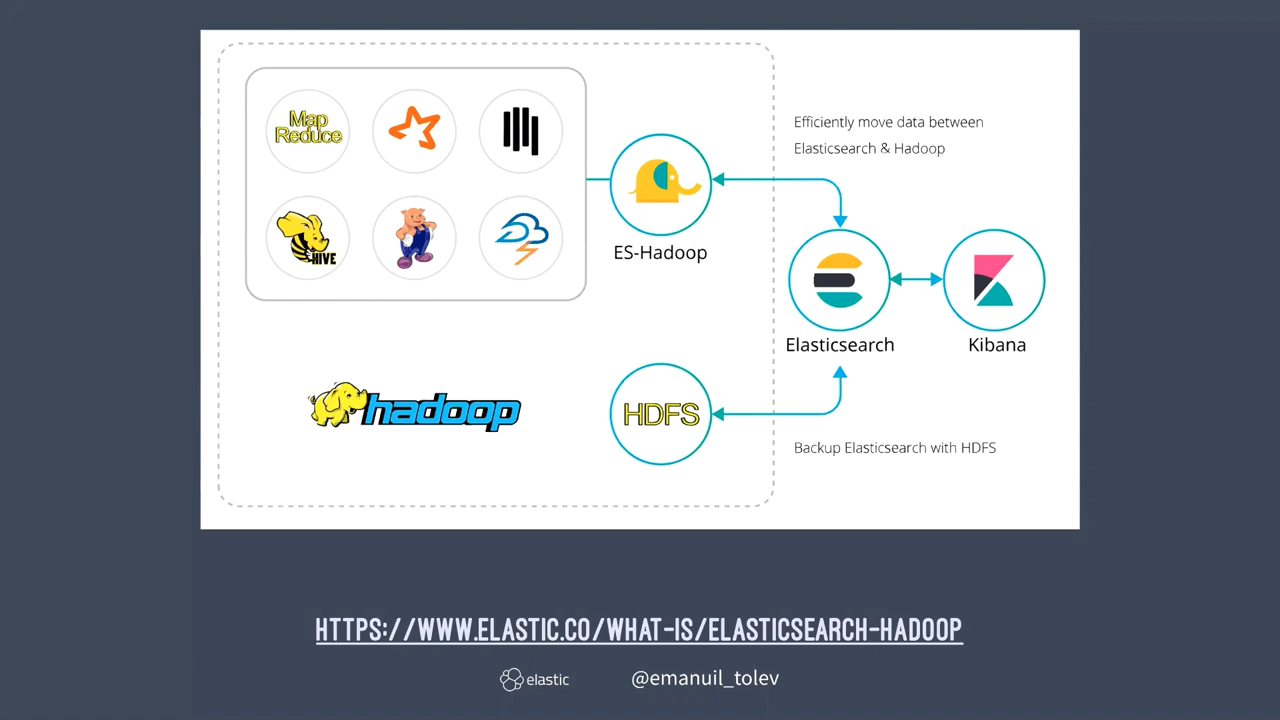 Map
Reduce
HIVE
ES-Hadoop
Efficiently move data between
Elasticsearch & Hadoop
Elasticsearch
Kibana
hadoop
HDFS
Backup Elasticsearch with HDFS
HTTPS://WWW.ELASTIC.CO/WHAT-IS/ELASTICSEARCH-HADOOP
elastic
@emanuil_tolev